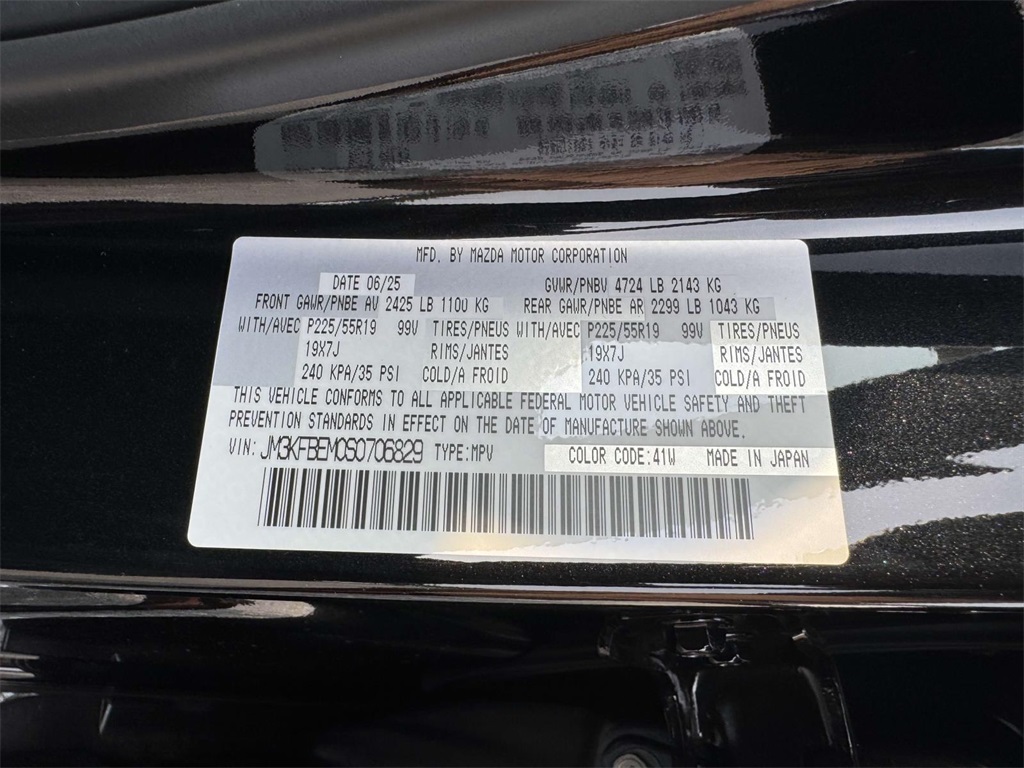 MFD. BY MAZDA MOTOR CORPORATION
DATE 06/25 GVWR/PNBV 4724 LB 2143 KG
FRONT GAWR/PNBE AV 2425 LB 1100 KG REAR GAWR/PNBE AR 2299 LB 1043 KG
WITH/AVEC P225/55R19 99V TIRES/PNEUS WITH/AVEC P225/55R19 99V TIRES/PNEUS
19X7J RIMS/JANTES 19X7J RIMS/JANTES
240 KPA/35 PSI COLD/A FROID 240 KPA/35 PSI COLD/A FROID
THIS VEHICLE CONFORMS TO ALL APPLICABLE FEDERAL MOTOR VEHICLE SAFETY AND THEFT
PREVENTION STANDARDS IN EFFECT ON THE DATE OF MANUFACTURE SHOWN ABOVE.
VIN: JM3KFBEM0S0706829 TYPE:MPV COLOR CODE:41W MADE IN JAPAN